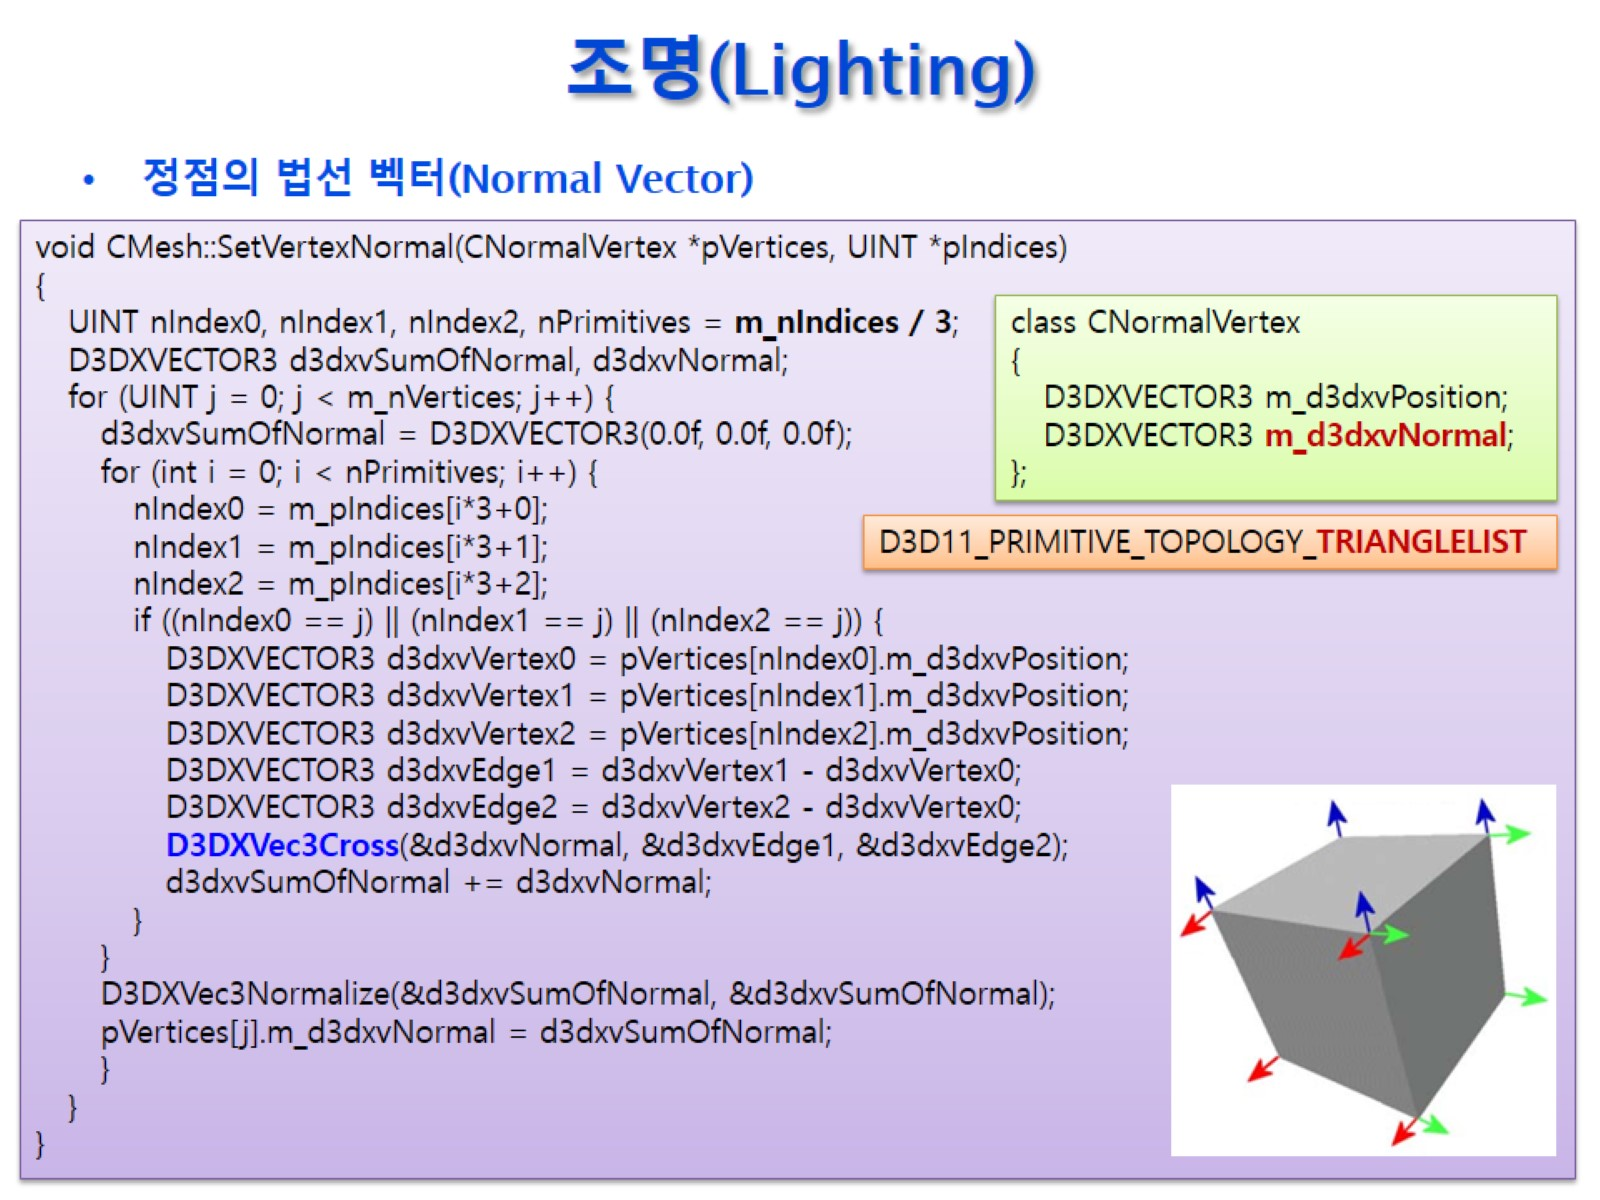 조명(Lighting)
• 정점의 법선 벡터(Normal Vector)
void CMesh::SetVertexNormal(CNormalVertex *pVertices, UINT *pIndices)
{
UINT nIndex0, nIndex1, nIndex2, nPrimitives = m_nIndices / 3;
D3DXVECTOR3 d3dxvSumOfNormal, d3dxvNormal;
for (UINT j = 0; j < m_nVertices; j++) {
d3dxvSumOfNormal = D3DXVECTOR3(0.0f, 0.0f, 0.0f);
for (int i = 0; i < nPrimitives; i++) {
nIndex0 = m_pIndices[i*3+0];
nIndex1 = m_pIndices[i*3+1];
nIndex2 = m_pIndices[i*3+2];
if ((nIndex0 == j) || (nIndex1 == j) || (nIndex2 == j)) {
D3DXVECTOR3 d3dxvVertex0 = pVertices[nIndex0].m_d3dxvPosition;
D3DXVECTOR3 d3dxvVertex1 = pVertices[nIndex1].m_d3dxvPosition;
D3DXVECTOR3 d3dxvVertex2 = pVertices[nIndex2].m_d3dxvPosition;
D3DXVECTOR3 d3dxvEdge1 = d3dxvVertex1 - d3dxvVertex0;
D3DXVECTOR3 d3dxvEdge2 = d3dxvVertex2 - d3dxvVertex0;
D3DXVec3Cross(&d3dxvNormal, &d3dxvEdge1, &d3dxvEdge2);
d3dxvSumOfNormal += d3dxvNormal;
}
}
D3DXVec3Normalize(&d3dxvSumOfNormal, &d3dxvSumOfNormal);
pVertices[j].m_d3dxvNormal = d3dxvSumOfNormal;
}
}
}
class CNormalVertex
{
D3DXVECTOR3 m_d3dxvPosition;
D3DXVECTOR3 m_d3dxvNormal;
};
D3D11_PRIMITIVE_TOPOLOGY_TRIANGLELIST